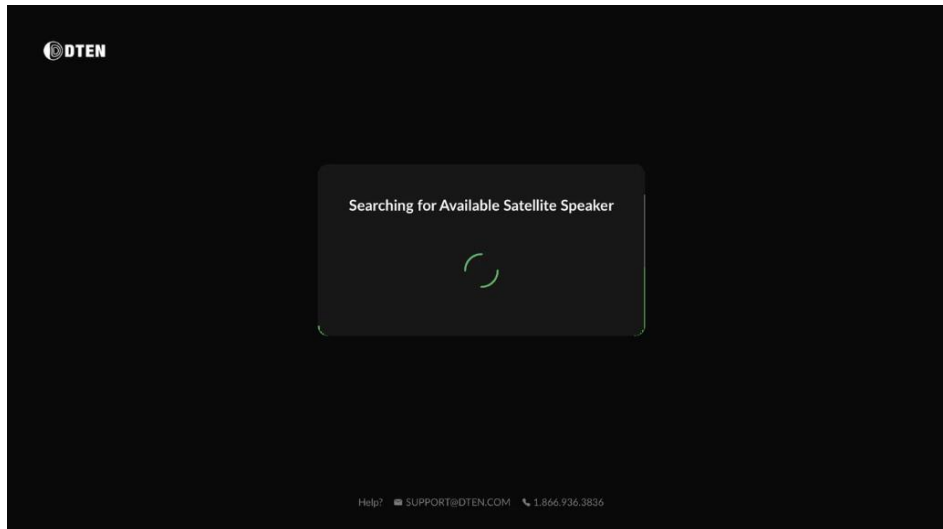 DTEN
Searching for Available Satellite Speaker
Help? SUPPORT@DTEN.COM 1.866.936.3836